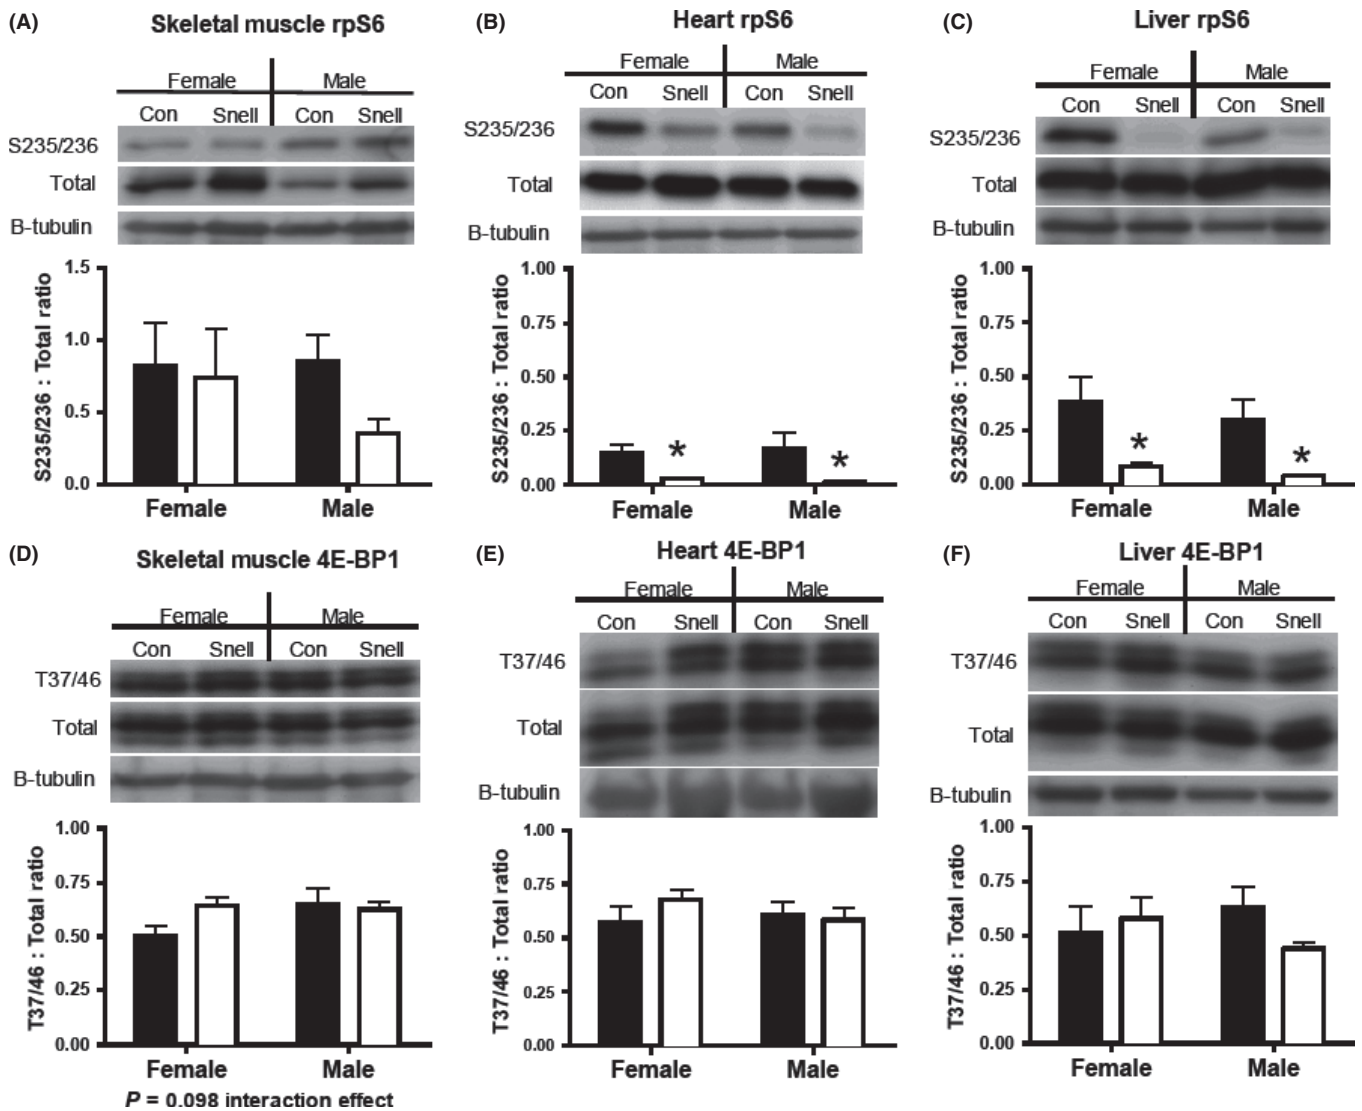 (A) Skeletal muscle rpS6
Female Male
Con Snell Con Snell
S235/236
Total
B-tubulin
S235/236 : Total ratio
1.5
1.0
0.5
0.0
Female Male
(B) Heart rpS6
Female Male
Con Snell Con Snell
S235/236
Total
B-tubulin
S235/236 : Total ratio
1.00
0.75
0.50
0.25
0.00
* *
Female Male
(C) Liver rpS6
Female Male
Con Snell Con Snell
S235/236
Total
B-tubulin
S235/236 : Total ratio
1.00
0.75
0.50
0.25
0.00
* *
Female Male
(D) Skeletal muscle 4E-BP1
Female Male
Con Snell Con Snell
T37/46
Total
B-tubulin
T37/46 : Total ratio
1.00
0.75
0.50
0.25
0.00
Female Male
P = 0.098 interaction effect
(E) Heart 4E-BP1
Female Male
Con Snell Con Snell
T37/46
Total
B-tubulin
T37/46 : Total ratio
1.00
0.75
0.50
0.25
0.00
Female Male
(F) Liver 4E-BP1
Female Male
Con Snell Con Snell
T37/46
Total
B-tubulin
T37/46 : Total ratio
1.00
0.75
0.50
0.25
0.00
Female Male